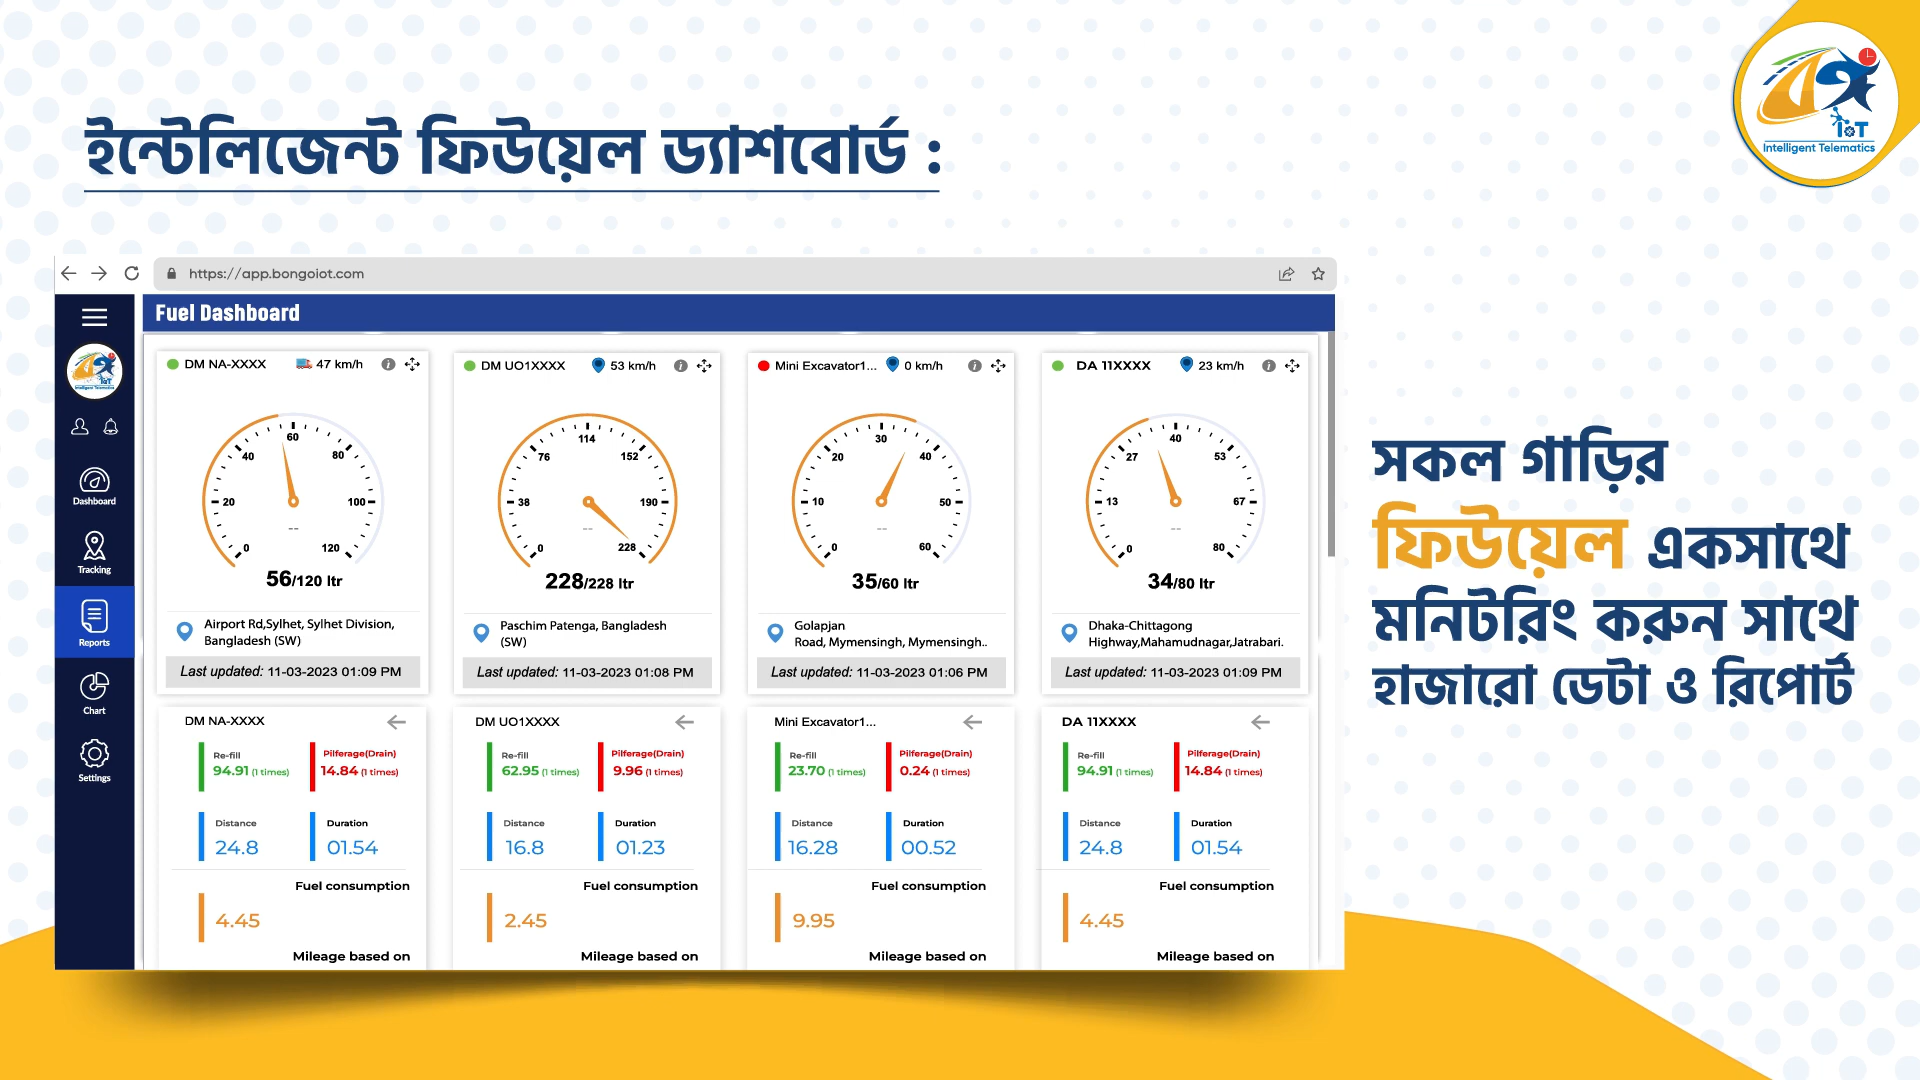 ইন্টেলিজেন্ট ফিউয়েল ড্যাশবোর্ড :
IoT
Intelligent Telematics
https://app.bongoiot.com
Fuel Dashboard
Dashboard
Tracking
Reports
Chart
Settings
DM NA-XXXX 47 km/h
0 20 40 60 80 100 120
--
56/120 ltr
Airport Rd,Sylhet, Sylhet Division,
Bangladesh (SW)
Last updated: 11-03-2023 01:09 PM
DM UO1XXXX 53 km/h
0 38 76 114 152 190 228
--
228/228 ltr
Paschim Patenga, Bangladesh
(SW)
Last updated: 11-03-2023 01:08 PM
Mini Excavator1... 0 km/h
0 10 20 30 40 50 60
--
35/60 ltr
Golapjan
Road, Mymensingh, Mymensingh..
Last updated: 11-03-2023 01:06 PM
DA 11XXXX 23 km/h
0 13 27 40 53 67 80
--
34/80 ltr
Dhaka-Chittagong
Highway,Mahamudnagar,Jatrabari.
Last updated: 11-03-2023 01:09 PM
DM NA-XXXX
Re-fill Pilferage(Drain)
94.91 (1 times) 14.84 (1 times)
Distance Duration
24.8 01.54
Fuel consumption
4.45
Mileage based on
DM UO1XXXX
Re-fill Pilferage(Drain)
62.95 (1 times) 9.96 (1 times)
Distance Duration
16.8 01.23
Fuel consumption
2.45
Mileage based on
Mini Excavator1...
Re-fill Pilferage(Drain)
23.70 (1 times) 0.24 (1 times)
Distance Duration
16.28 00.52
Fuel consumption
9.95
Mileage based on
DA 11XXXX
Re-fill Pilferage(Drain)
94.91 (1 times) 14.84 (1 times)
Distance Duration
24.8 01.54
Fuel consumption
4.45
Mileage based on
সকল গাড়ির
ফিউয়েল একসাথে
মনিটরিং করুন সাথে
হাজারো ডেটা ও রিপোর্ট